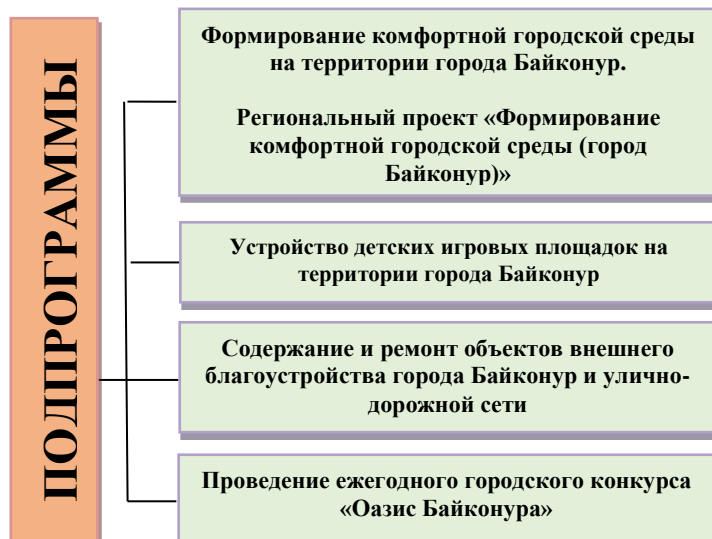 ПОДПРОГРАММЫ
Формирование комфортной городской среды
на территории города Байконур.
Региональный проект «Формирование
комфортной городской среды (город
Байконур)»
Устройство детских игровых площадок на
территории города Байконур
Содержание и ремонт объектов внешнего
благоустройства города Байконур и улично-
дорожной сети
Проведение ежегодного городского конкурса
«Оазис Байконура»